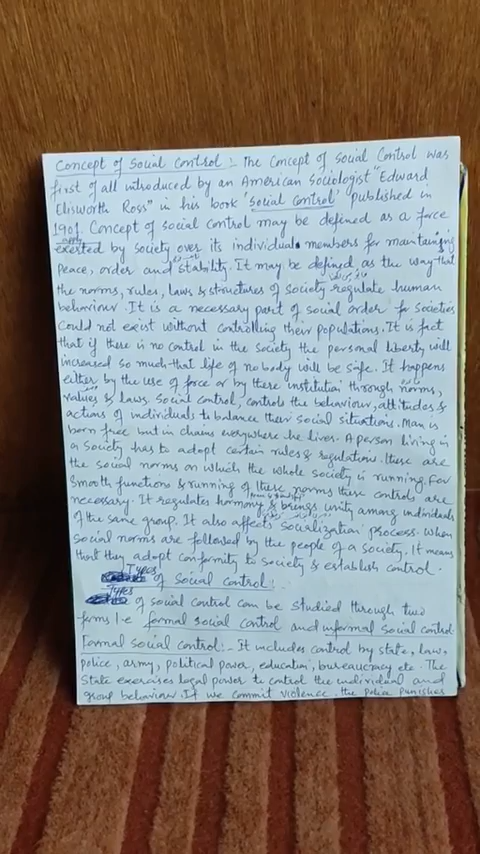 Concept of Social Control :- The Concept of Social Control was
first of all introduced by an American Sociologist "Edward
Elisworth Ross" in his book 'Social Control' published in
1901. Concept of social control may be defined as a force
exerted by society over its individual members for maintaining
peace, order and stability. It may be defined as the way that
the norms, rules, laws & structures of society regulate human
behaviour. It is a necessary part of social order for societies
Could not exist without controlling their populations. It is fact
that if there is no control in the society the personal liberty will
increased so much that life of nobody will be safe. It happens
either by the use of force or by these institution through norms,
values & laws. Social control, controls the behaviour, attitudes &
actions of individuals to balance their social situations. Man is
born free but in chains everywhere he lives. A person living in
a Society has to adopt certain rules & regulations. These are
the social norms on which the whole society is running. For
Smooth functions & running of these norms these controls are
necessary. It regulates hormony & brings unity among individuals
of the same group. It also affects Socialization process. When
Social norms are followed by the people of a society. It means
that they adopt conformity to society & establish control.
Types of Social Control:
Types of social control can be studied through two
forms i.e formal social control and informal social control.
Formal social control:- It includes control by state, law,
police, army, political power, education, bureaucracy etc. The
State exercises legal power to control the individual and
group behaviour. If we commit violence, the police punishes